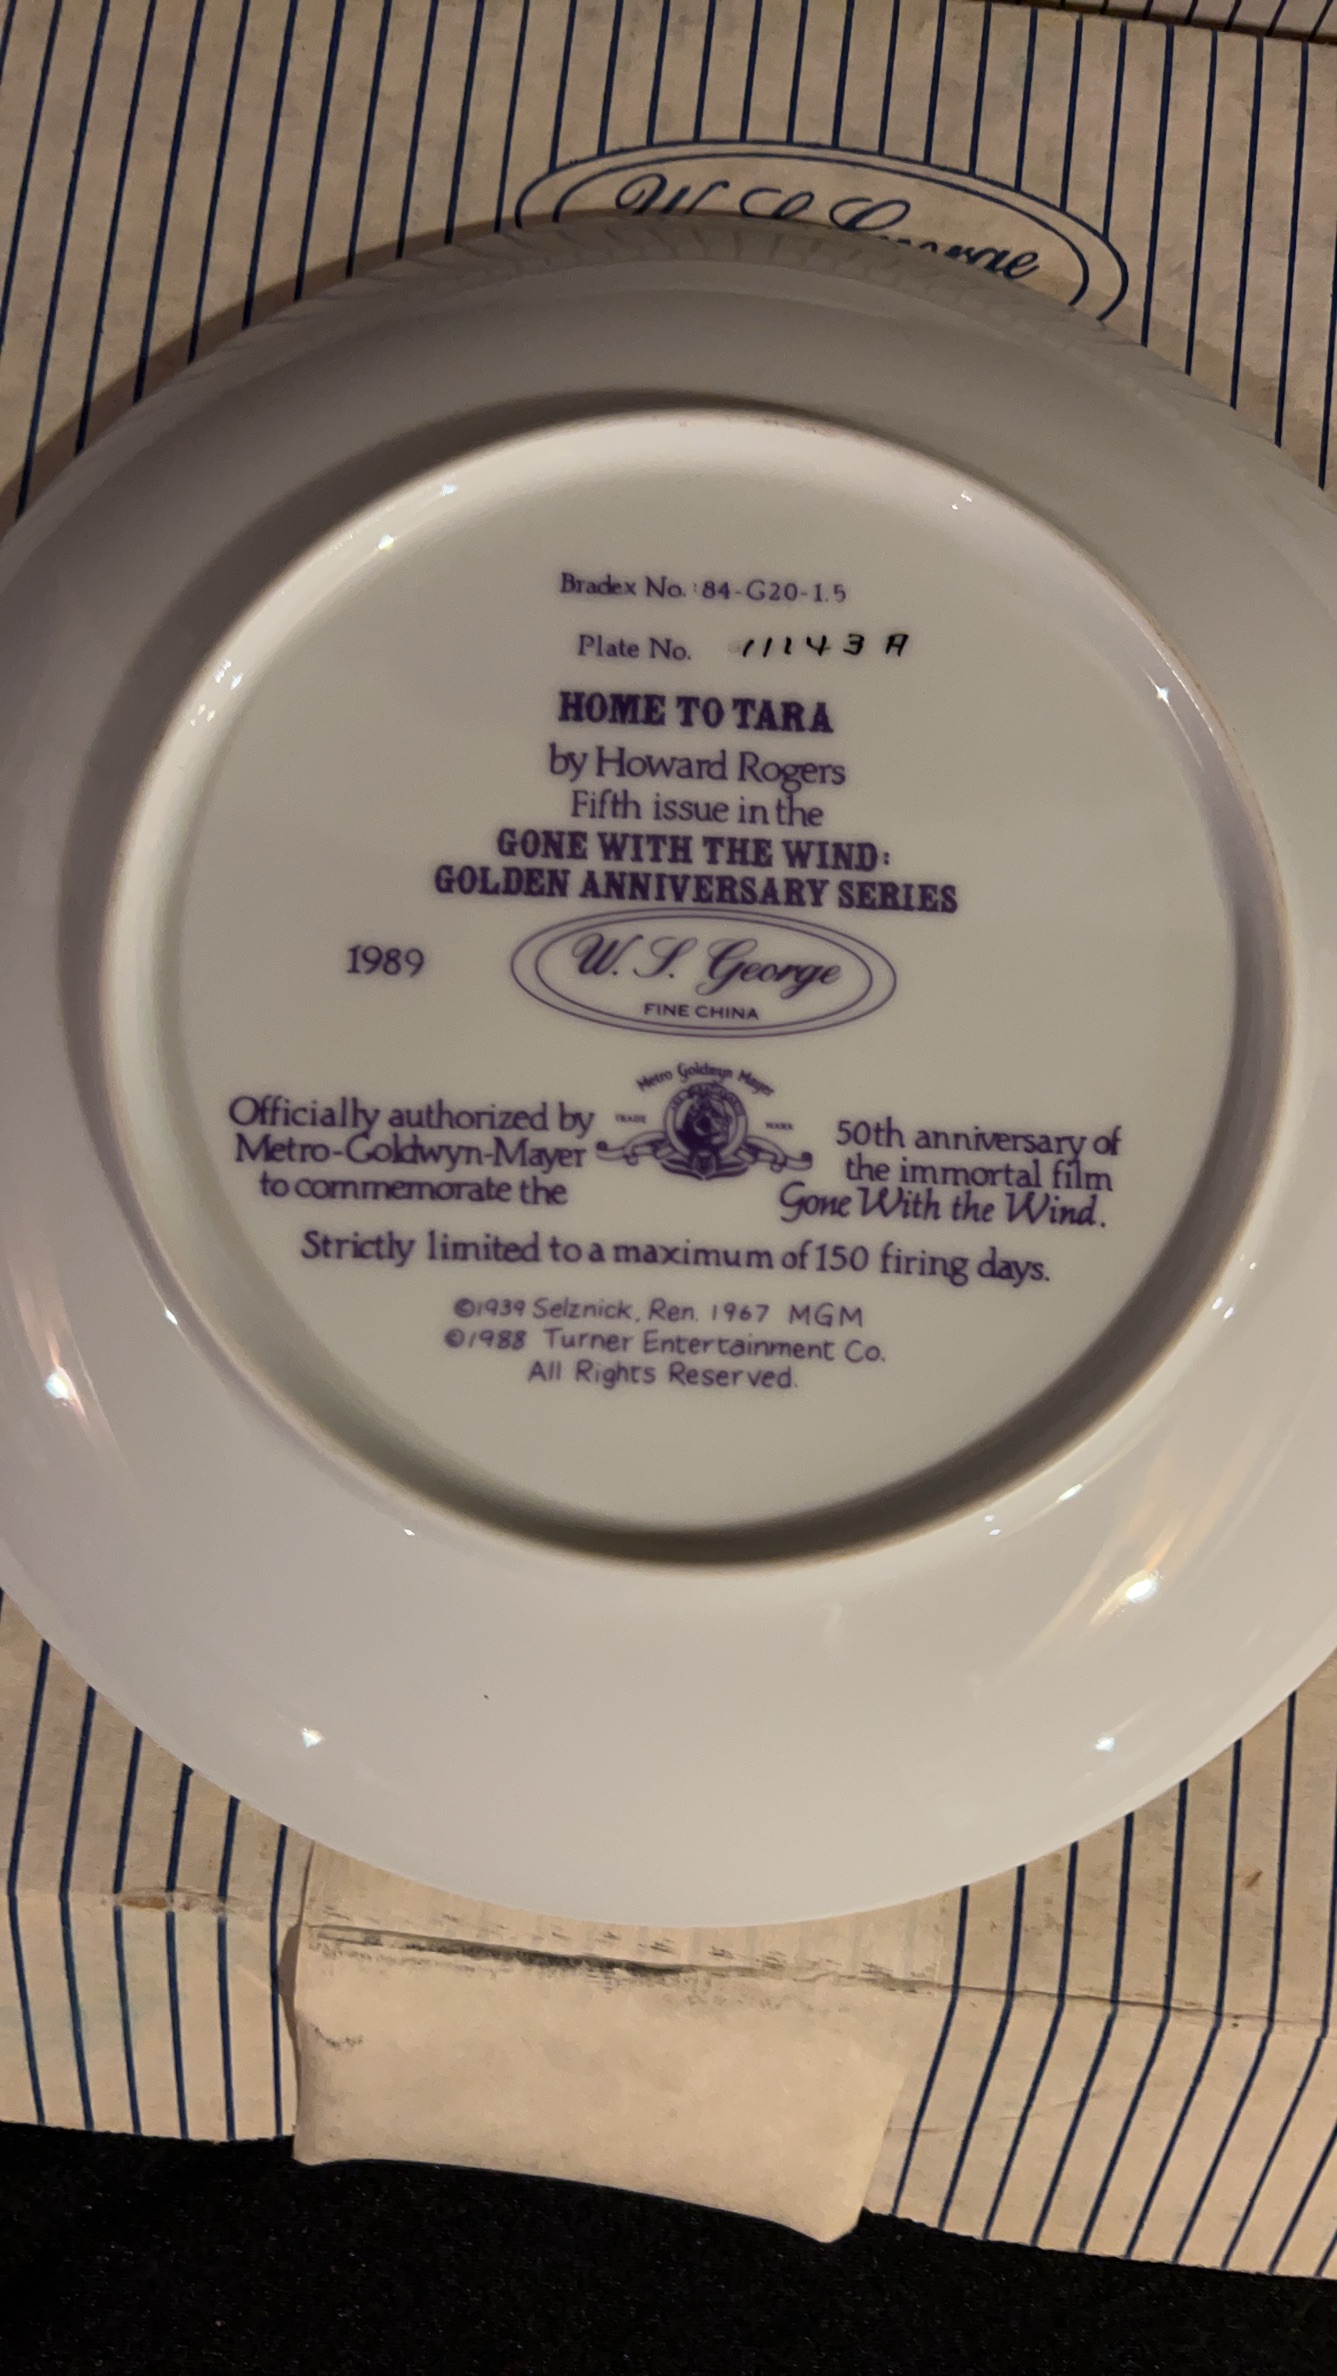 W. S. George
Bradex No. 84-G20-1.5
Plate No. 11143 A
HOME TO TARA
by Howard Rogers
Fifth issue in the
GONE WITH THE WIND:
GOLDEN ANNIVERSARY SERIES
1989
W. S. George
FINE CHINA
Metro Goldwyn Mayer
TRADE MARK
Officially authorized by
Metro-Goldwyn-Mayer
to commemorate the
50th anniversary of
the immortal film
Gone With the Wind.
Strictly limited to a maximum of 150 firing days.
©1939 Selznick, Ren. 1967 MGM
©1988 Turner Entertainment Co.
All Rights Reserved.